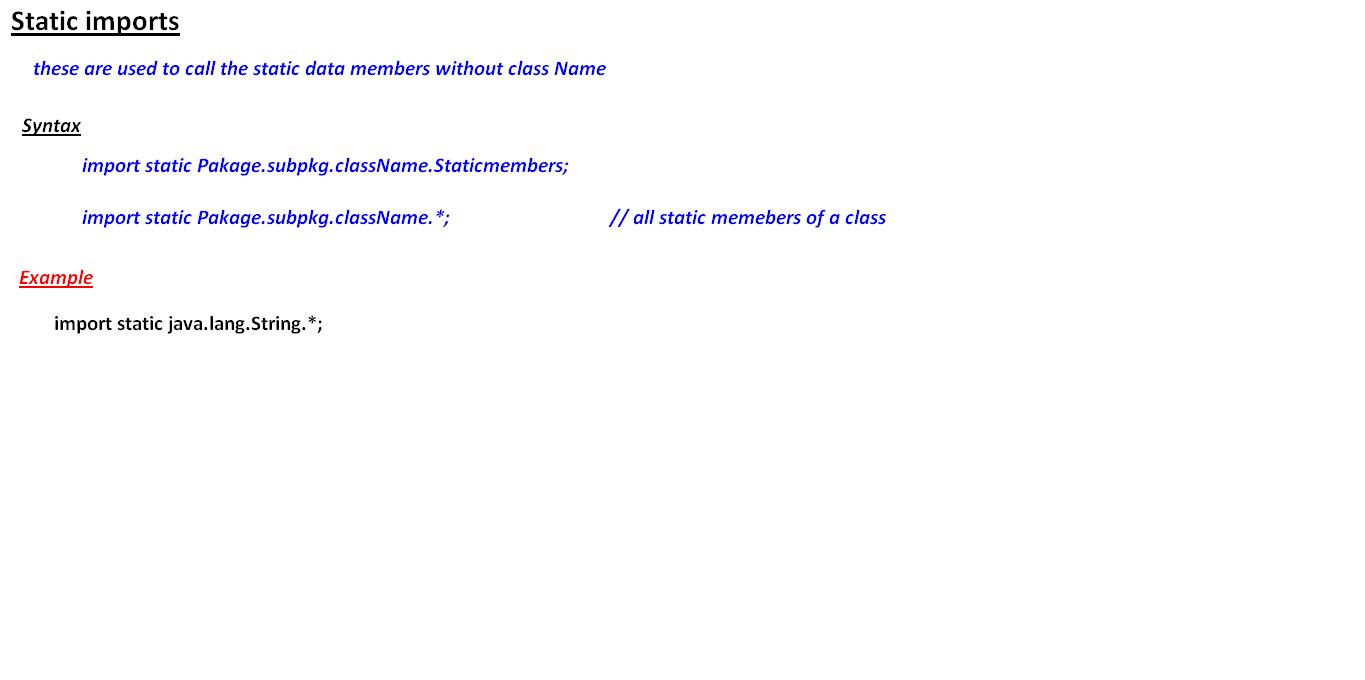 Static imports
these are used to call the static data members without class Name
Syntax
import static Pakage.subpkg.className.Staticmembers;
import static Pakage.subpkg.className.*; // all static memebers of a class
Example
import static java.lang.String.*;